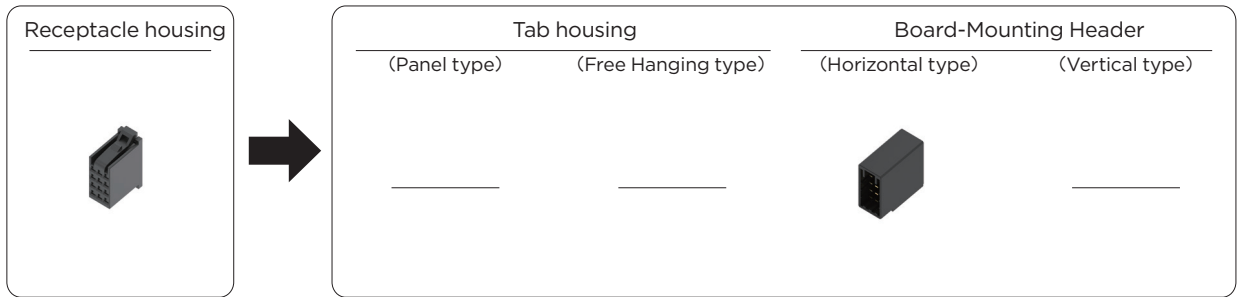 Receptacle housing
Tab housing
Board-Mounting Header
(Panel type)
(Free Hanging type)
(Horizontal type)
(Vertical type)